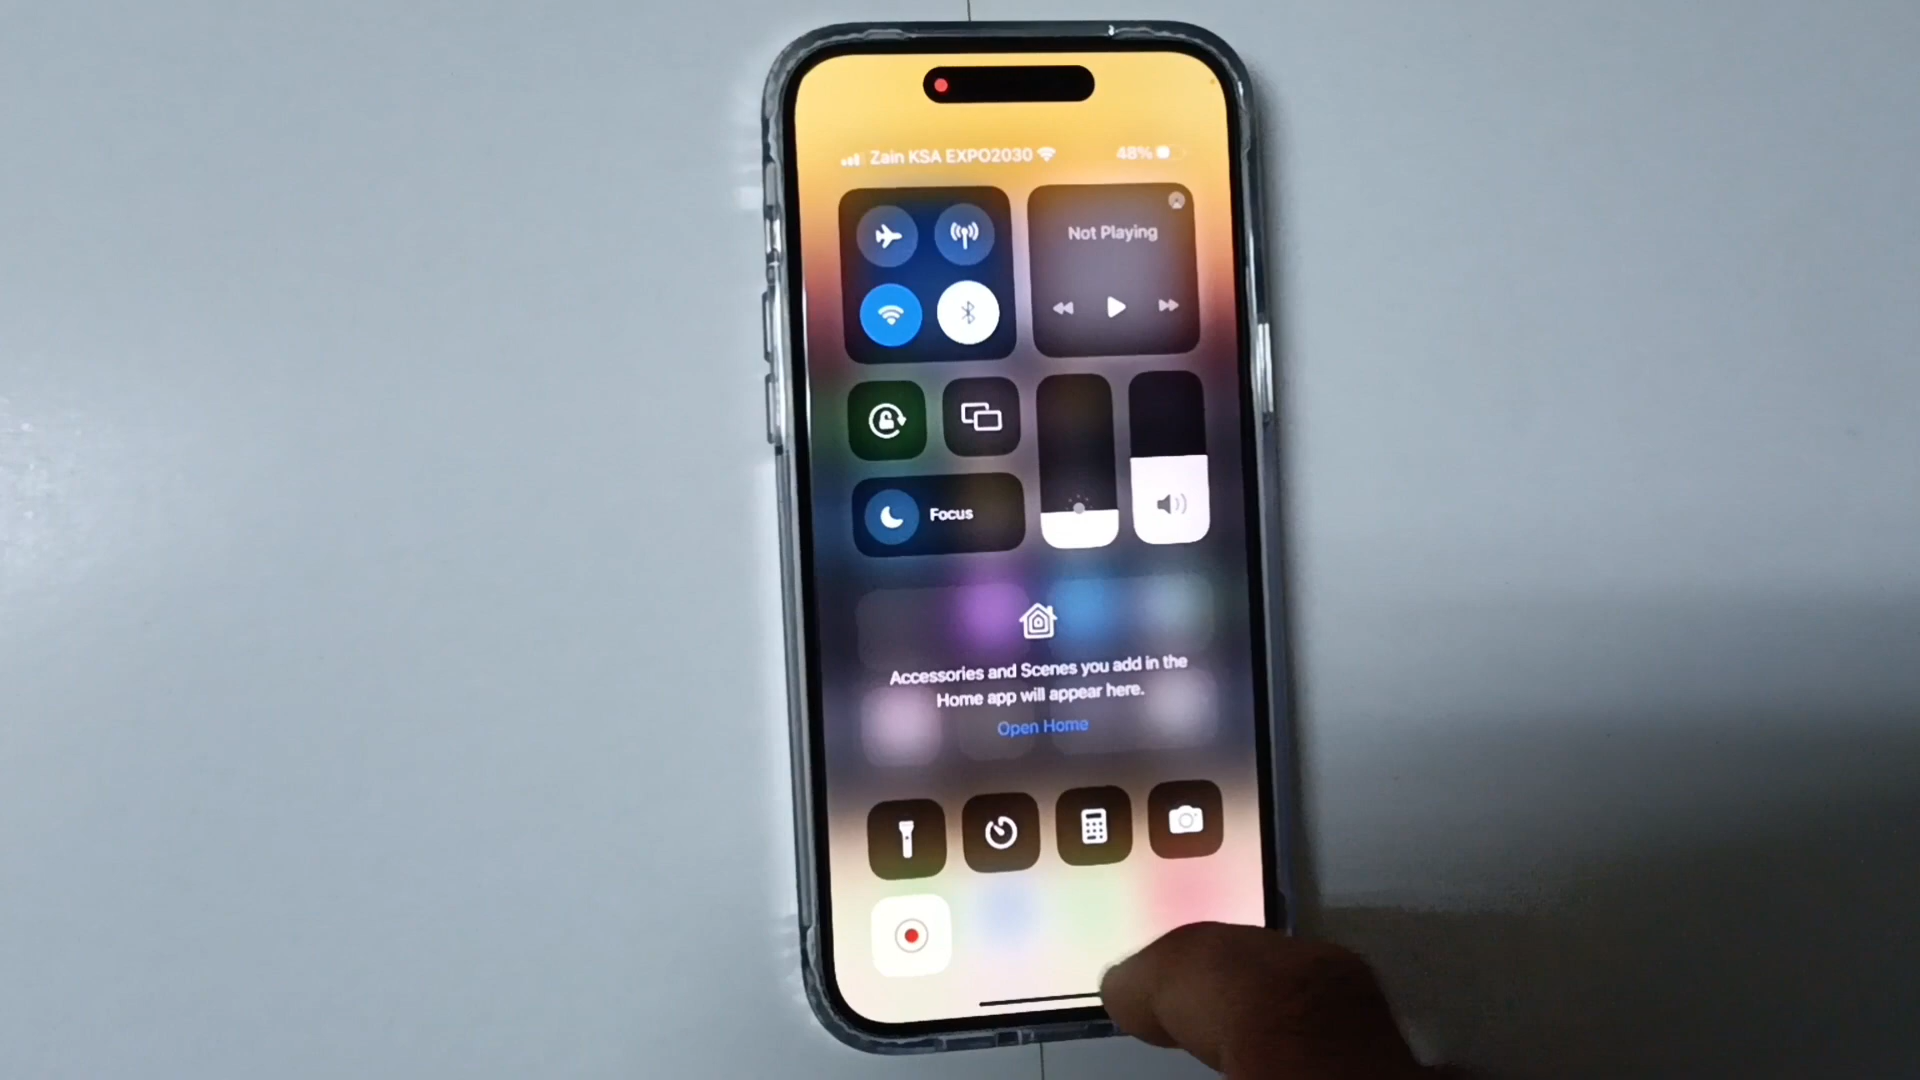 Zain KSA EXPO2030 48%
Not Playing
Focus
Accessories and Scenes you add in the
Home app will appear here.
Open Home